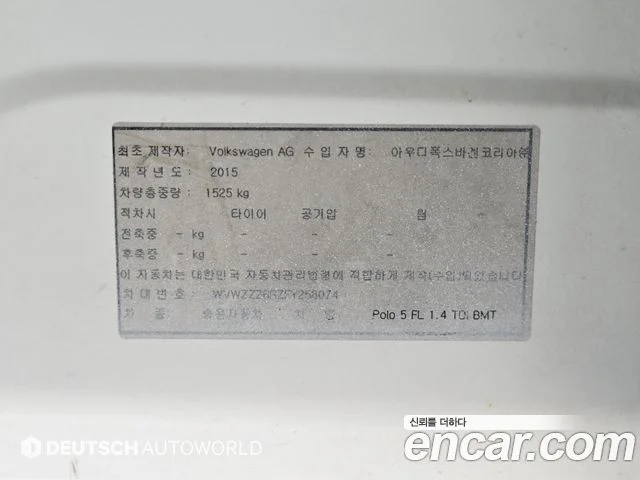 최초 제작자: Volkswagen AG 수 입 자 명: 아우디폭스바겐코리아㈜
제 작 년 도 : 2015
차량총중량 : 1525 kg
적차시 타이어 공기압 림 -
전축중 - kg - - -
후축중 - kg - - -
이 자동차는 대한민국 자동차관리법령에 적합하게 제작(수입)되었습니다
차 대 번 호
차 종 승용자동차 차 명 Polo 5 FL 1.4 TDI BMT
신뢰를 더하다
DEUTSCH AUTOWORLD
encar.com